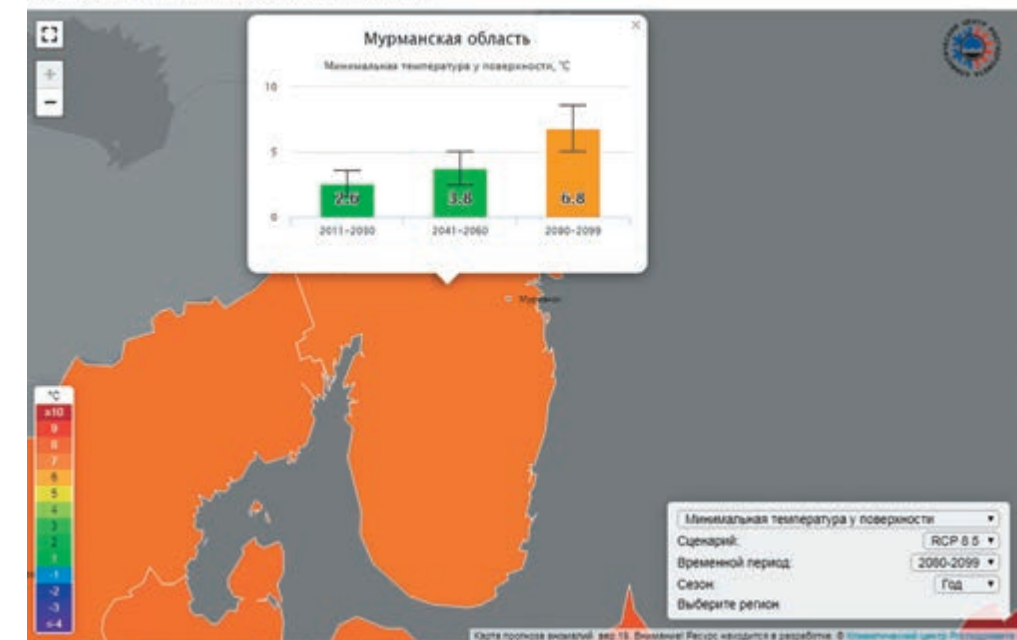 Мурманская область
Минимальная температура у поверхности, °C
10
5
0
2.6
3.8
6.8
2011-2030
2041-2060
2080-2099
Мурманск
+
−
°C
≥10
9
8
7
6
5
4
3
2
1
-1
-2
-3
≤-4
Минимальная температура у поверхности
Сценарий: RCP 8.5
Временной период: 2080-2099
Сезон: Год
Выберите регион
Карта прогноза аномалий, вер.19. Внимание! Ресурс находится в разработке. ©